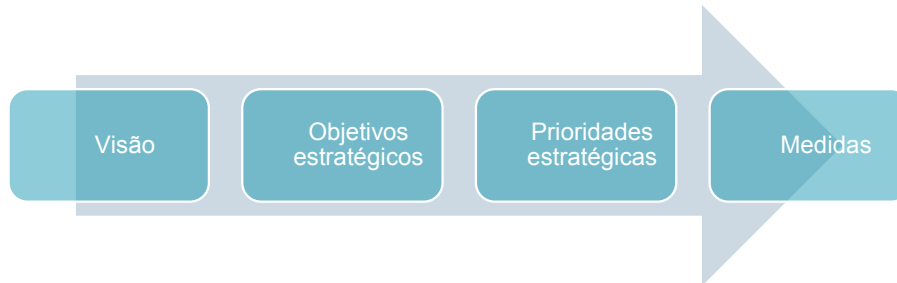 Visão
Objetivos
estratégicos
Prioridades
estratégicas
Medidas